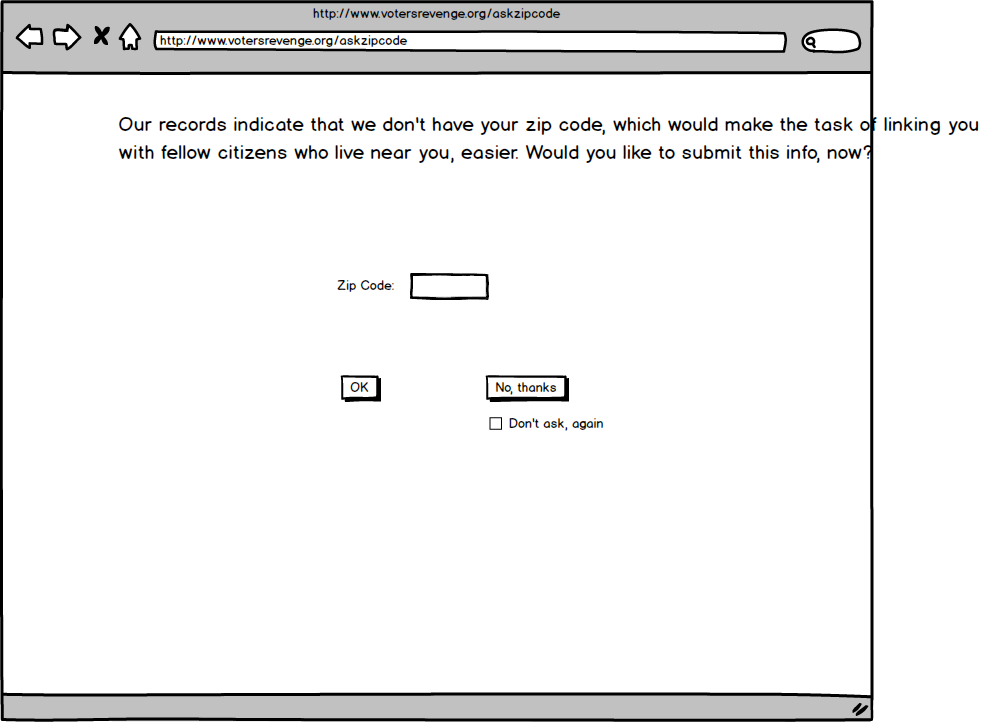 http://www.votersrevenge.org/askzipcode
http://www.votersrevenge.org/askzipcode
Our records indicate that we don't have your zip code, which would make the task of linking you
with fellow citizens who live near you, easier. Would you like to submit this info, now?
Zip Code:
OK
No, thanks
Don't ask, again